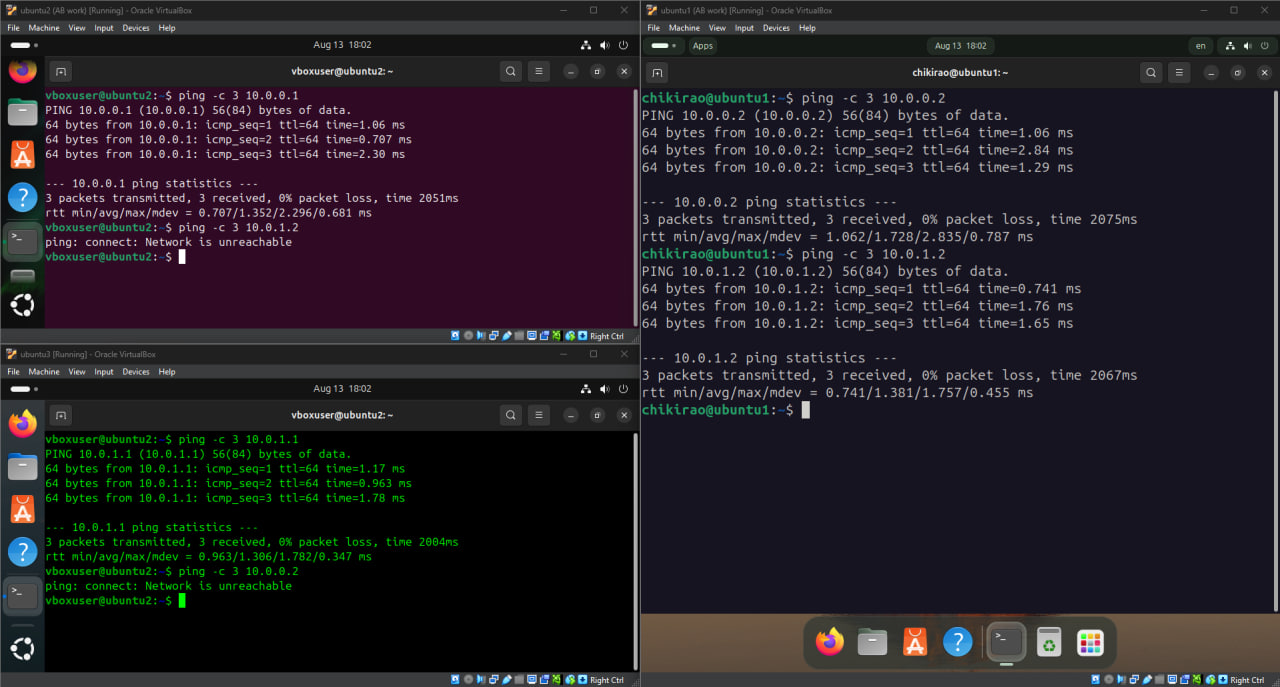 ubuntu2 (AB work) [Running] - Oracle VirtualBox
File Machine View Input Devices Help
Aug 13 18:02
vboxuser@ubuntu2: ~
vboxuser@ubuntu2:~$ ping -c 3 10.0.0.1
PING 10.0.0.1 (10.0.0.1) 56(84) bytes of data.
64 bytes from 10.0.0.1: icmp_seq=1 ttl=64 time=1.06 ms
64 bytes from 10.0.0.1: icmp_seq=2 ttl=64 time=0.707 ms
64 bytes from 10.0.0.1: icmp_seq=3 ttl=64 time=2.30 ms
--- 10.0.0.1 ping statistics ---
3 packets transmitted, 3 received, 0% packet loss, time 2051ms
rtt min/avg/max/mdev = 0.707/1.352/2.296/0.681 ms
vboxuser@ubuntu2:~$ ping -c 3 10.0.1.2
ping: connect: Network is unreachable
vboxuser@ubuntu2:~$
Right Ctrl
ubuntu3 [Running] - Oracle VirtualBox
File Machine View Input Devices Help
Aug 13 18:02
vboxuser@ubuntu2: ~
vboxuser@ubuntu2:~$ ping -c 3 10.0.1.1
PING 10.0.1.1 (10.0.1.1) 56(84) bytes of data.
64 bytes from 10.0.1.1: icmp_seq=1 ttl=64 time=1.17 ms
64 bytes from 10.0.1.1: icmp_seq=2 ttl=64 time=0.963 ms
64 bytes from 10.0.1.1: icmp_seq=3 ttl=64 time=1.78 ms
--- 10.0.1.1 ping statistics ---
3 packets transmitted, 3 received, 0% packet loss, time 2004ms
rtt min/avg/max/mdev = 0.963/1.306/1.782/0.347 ms
vboxuser@ubuntu2:~$ ping -c 3 10.0.0.2
ping: connect: Network is unreachable
vboxuser@ubuntu2:~$
Right Ctrl
ubuntu1 (AB work) [Running] - Oracle VirtualBox
File Machine View Input Devices Help
Apps Aug 13 18:02 en
chikirao@ubuntu1: ~
chikirao@ubuntu1:~$ ping -c 3 10.0.0.2
PING 10.0.0.2 (10.0.0.2) 56(84) bytes of data.
64 bytes from 10.0.0.2: icmp_seq=1 ttl=64 time=1.06 ms
64 bytes from 10.0.0.2: icmp_seq=2 ttl=64 time=2.84 ms
64 bytes from 10.0.0.2: icmp_seq=3 ttl=64 time=1.29 ms
--- 10.0.0.2 ping statistics ---
3 packets transmitted, 3 received, 0% packet loss, time 2075ms
rtt min/avg/max/mdev = 1.062/1.728/2.835/0.787 ms
chikirao@ubuntu1:~$ ping -c 3 10.0.1.2
PING 10.0.1.2 (10.0.1.2) 56(84) bytes of data.
64 bytes from 10.0.1.2: icmp_seq=1 ttl=64 time=0.741 ms
64 bytes from 10.0.1.2: icmp_seq=2 ttl=64 time=1.76 ms
64 bytes from 10.0.1.2: icmp_seq=3 ttl=64 time=1.65 ms
--- 10.0.1.2 ping statistics ---
3 packets transmitted, 3 received, 0% packet loss, time 2067ms
rtt min/avg/max/mdev = 0.741/1.381/1.757/0.455 ms
chikirao@ubuntu1:~$
Right Ctrl